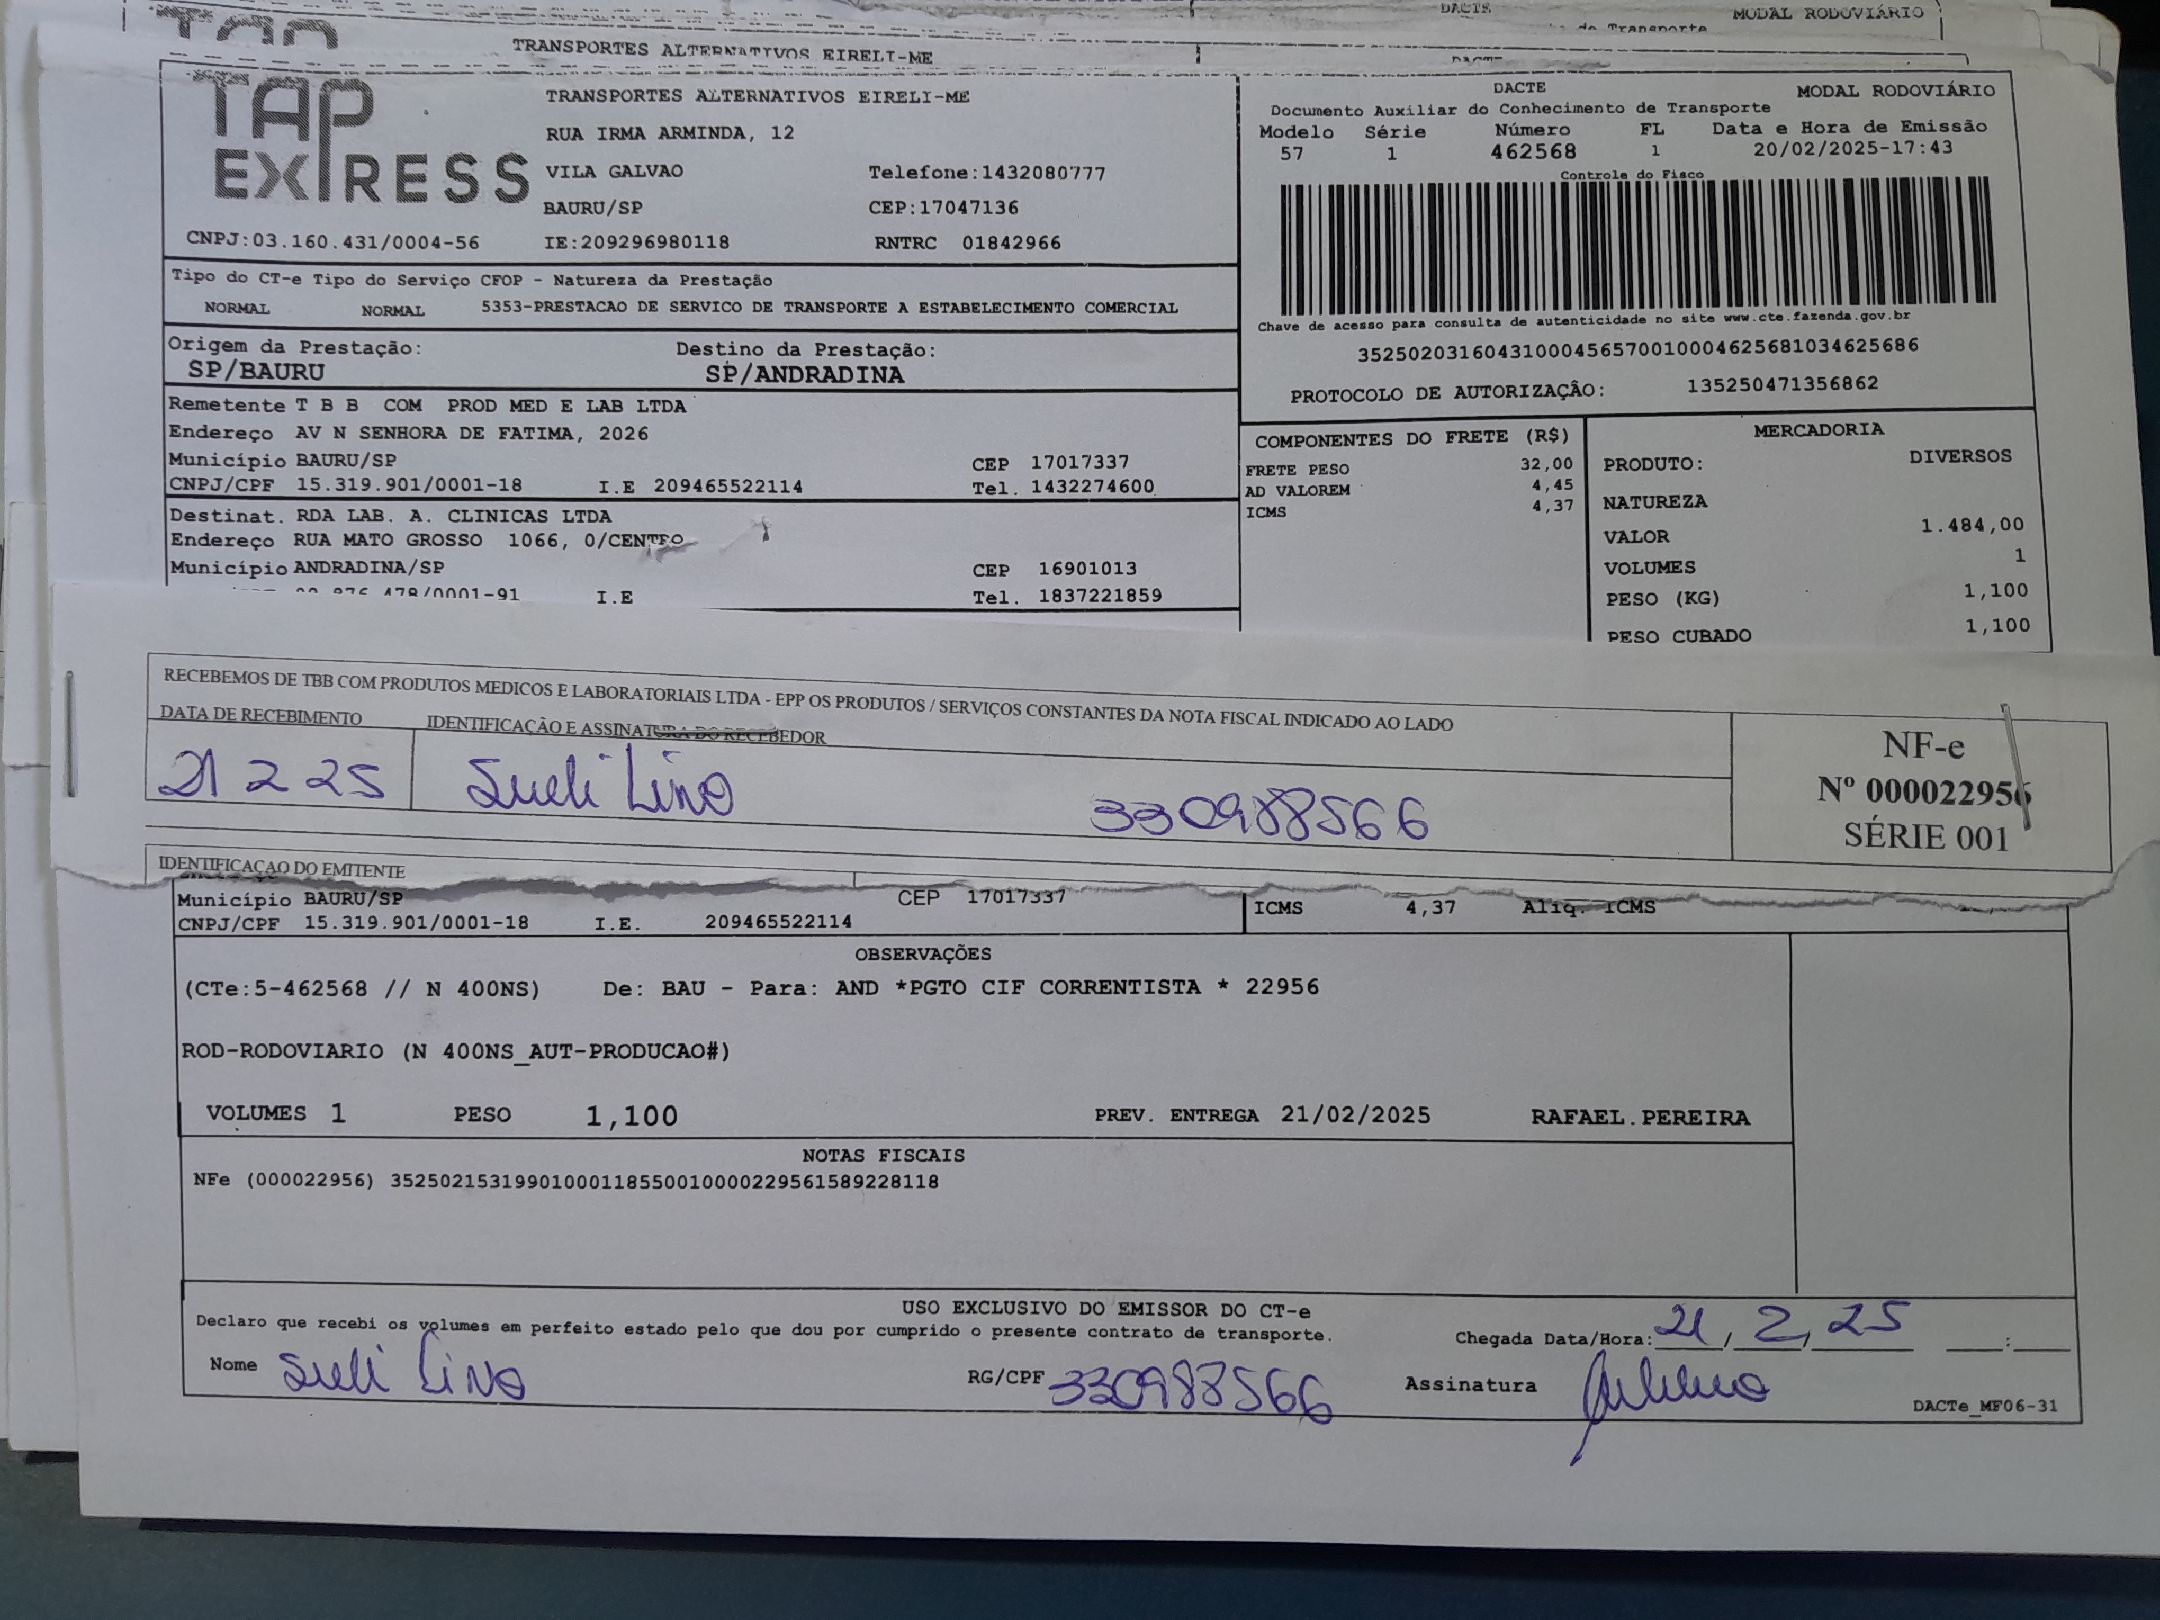 DACTE
MODAL RODOVIÁRIO
de Transporte
TRANSPORTES ALTERNATIVOS EIRELI-ME
TAP EXPRESS
TRANSPORTES ALTERNATIVOS EIRELI-ME
RUA IRMA ARMINDA, 12
VILA GALVAO Telefone:1432080777
BAURU/SP CEP:17047136
CNPJ:03.160.431/0004-56 IE:209296980118 RNTRC 01842966
DACTE MODAL RODOVIÁRIO
Documento Auxiliar do Conhecimento de Transporte
Modelo Série Número FL Data e Hora de Emissão
57 1 462568 1 20/02/2025-17:43
Controle do Fisco
Chave de acesso para consulta de autenticidade no site www.cte.fazenda.gov.br
35250203160431000456570010004625681034625686
PROTOCOLO DE AUTORIZAÇÃO: 135250471356862
Tipo do CT-e Tipo do Serviço CFOP - Natureza da Prestação
NORMAL NORMAL 5353-PRESTACAO DE SERVICO DE TRANSPORTE A ESTABELECIMENTO COMERCIAL
Origem da Prestação: Destino da Prestação:
SP/BAURU SP/ANDRADINA
Remetente T B B COM PROD MED E LAB LTDA
Endereço AV N SENHORA DE FATIMA, 2026
Município BAURU/SP CEP 17017337
CNPJ/CPF 15.319.901/0001-18 I.E 209465522114 Tel. 1432274600
Destinat. RDA LAB. A. CLINICAS LTDA
Endereço RUA MATO GROSSO 1066, 0/CENTRO
Município ANDRADINA/SP CEP 16901013
478/0001-91 I.E Tel. 1837221859
COMPONENTES DO FRETE (R$)
FRETE PESO 32,00
AD VALOREM 4,45
ICMS 4,37
MERCADORIA
PRODUTO: DIVERSOS
NATUREZA
VALOR 1.484,00
VOLUMES 1
PESO (KG) 1,100
PESO CUBADO 1,100
RECEBEMOS DE TBB COM PRODUTOS MEDICOS E LABORATORIAIS LTDA - EPP OS PRODUTOS / SERVIÇOS CONSTANTES DA NOTA FISCAL INDICADO AO LADO
DATA DE RECEBIMENTO IDENTIFICAÇÃO E ASSINATURA DO RECEBEDOR
21 2 25 Sueli Lino 330988566
NF-e
Nº 000022956
SÉRIE 001
IDENTIFICAÇÃO DO EMITENTE
Município BAURU/SP CEP 17017337
CNPJ/CPF 15.319.901/0001-18 I.E. 209465522114
ICMS 4,37 Aliq. ICMS
OBSERVAÇÕES
(CTe:5-462568 // N 400NS) De: BAU - Para: AND *PGTO CIF CORRENTISTA * 22956
ROD-RODOVIARIO (N 400NS_AUT-PRODUCAO#)
VOLUMES 1 PESO 1,100 PREV. ENTREGA 21/02/2025 RAFAEL.PEREIRA
NOTAS FISCAIS
NFe (000022956) 35250215319901000118550010000229561589228118
USO EXCLUSIVO DO EMISSOR DO CT-e
Declaro que recebi os volumes em perfeito estado pelo que dou por cumprido o presente contrato de transporte.
Chegada Data/Hora: 21/2/25 :
Nome Sueli Lino RG/CPF 330988566 Assinatura
DACTe_MF06-31